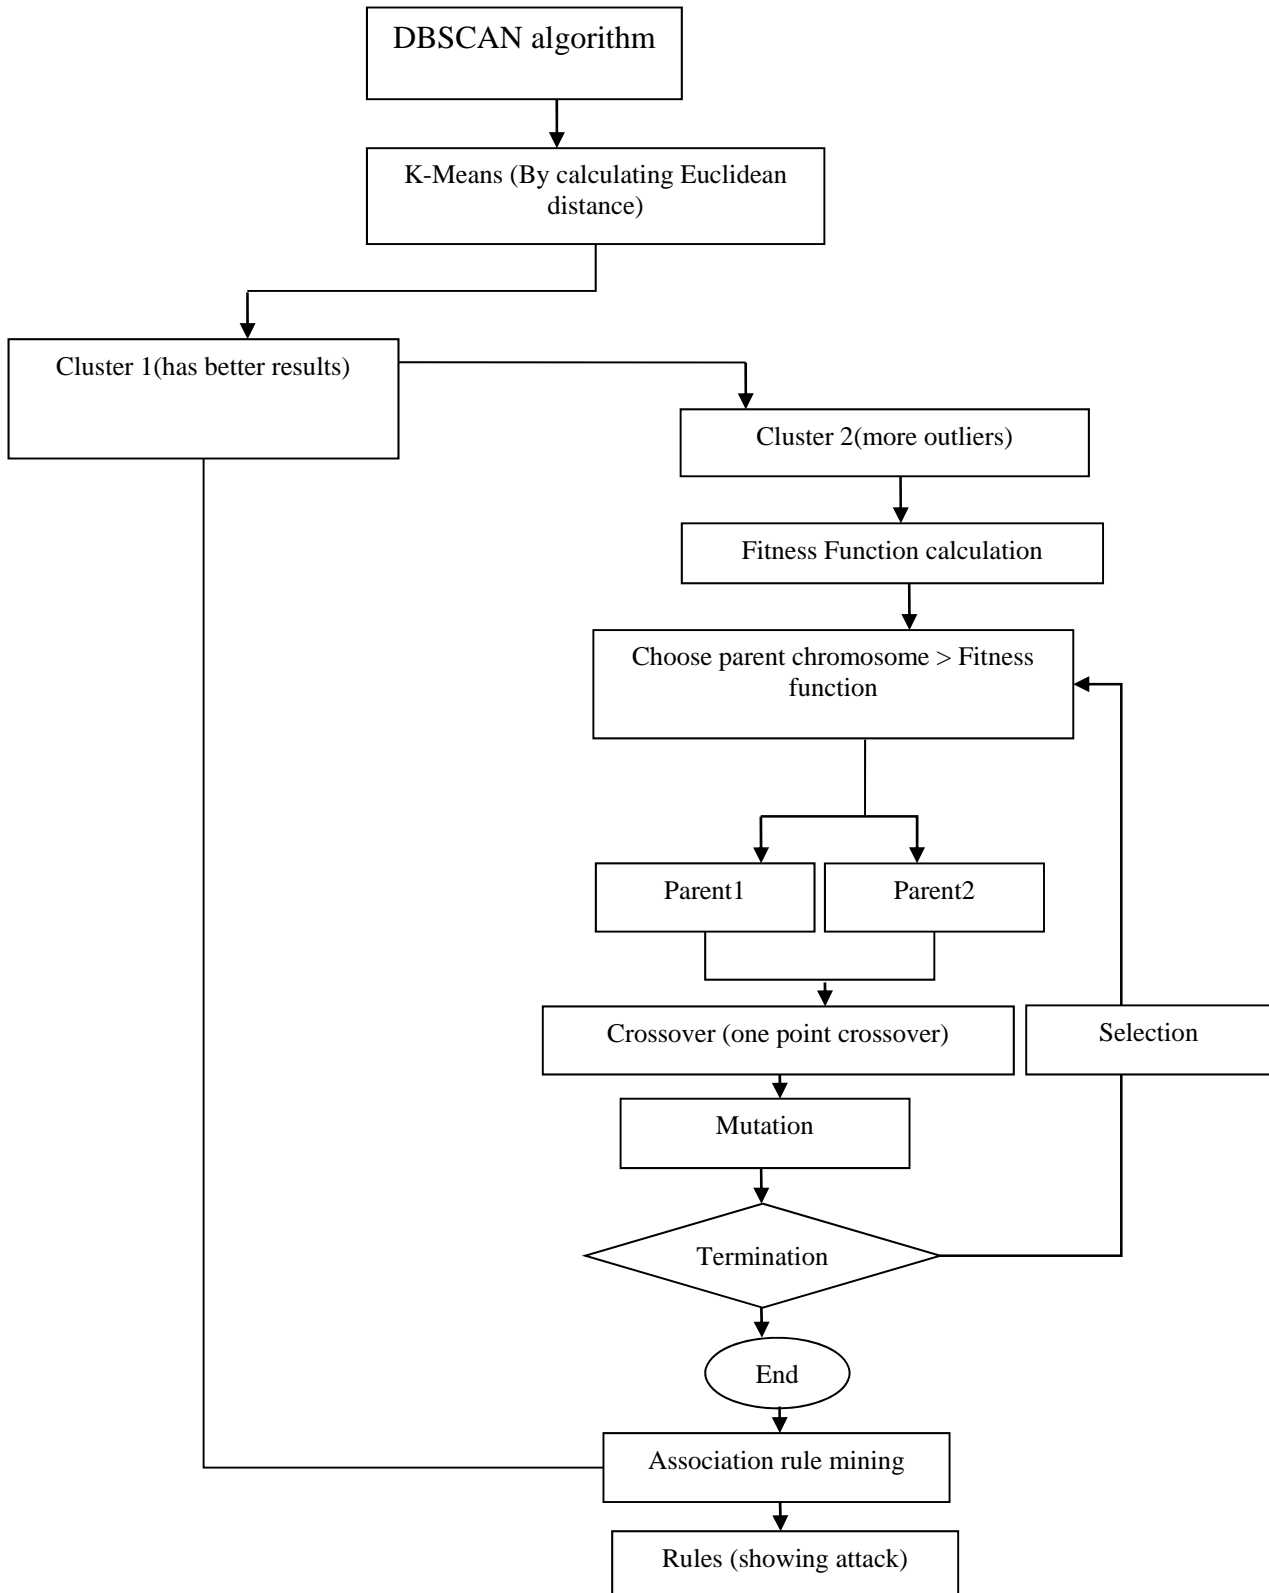 DBSCAN algorithm
K-Means (By calculating Euclidean
distance)
Cluster 1(has better results)
Cluster 2(more outliers)
Fitness Function calculation
Choose parent chromosome > Fitness
function
Parent1
Parent2
Crossover (one point crossover)
Selection
Mutation
Termination
End
Association rule mining
Rules (showing attack)